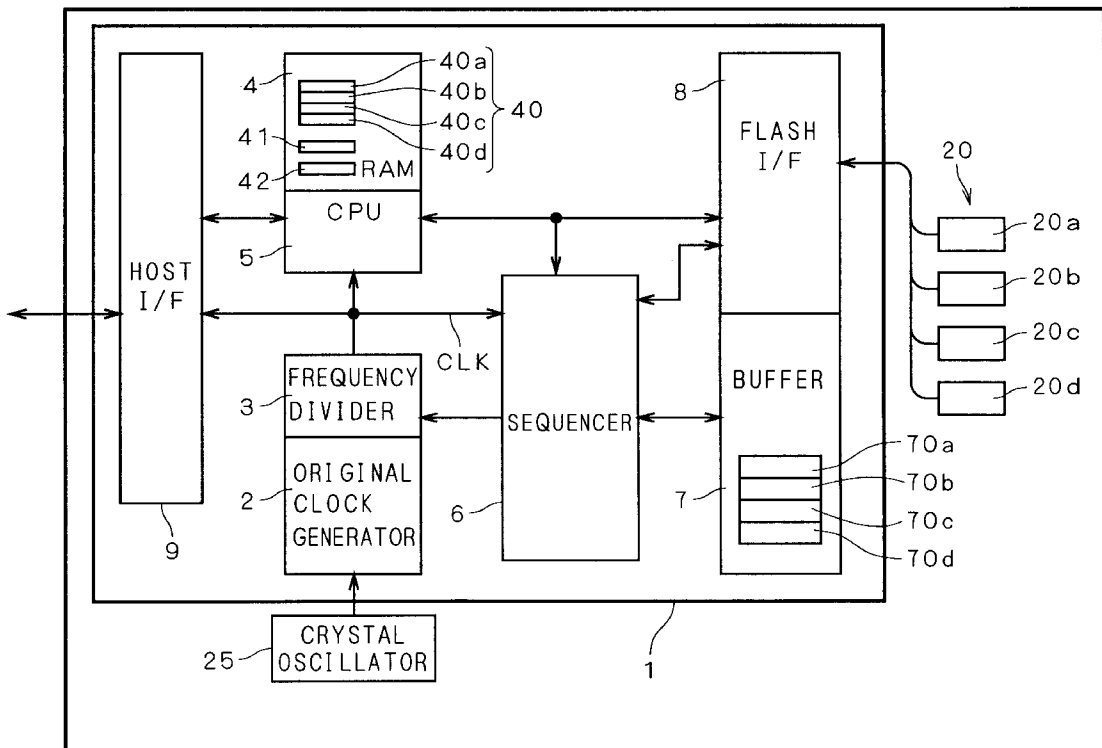 4
40a
40b
40c
40d
40
41
42
RAM
CPU
5
HOST
I/F
9
CLK
FREQUENCY
DIVIDER
3
ORIGINAL
CLOCK
GENERATOR
2
CRYSTAL
OSCILLATOR
25
SEQUENCER
6
8
FLASH
I/F
BUFFER
7
70a
70b
70c
70d
20
20a
20b
20c
20d
1